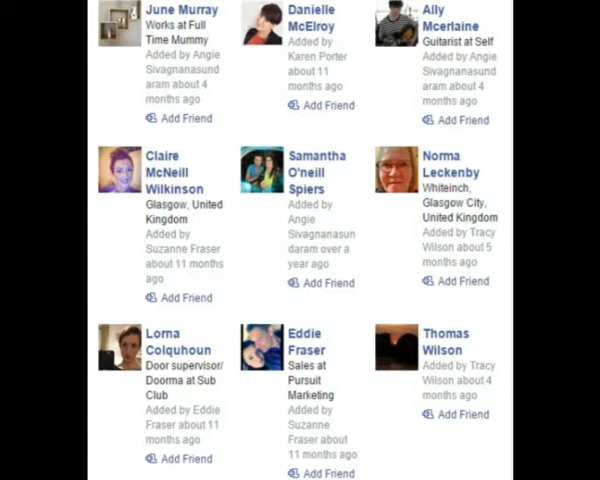 June Murray
Works at Full
Time Mummy
Added by Angie
Sivagnanasund
aram about 4
months ago
Add Friend
Danielle
McElroy
Added by
Karen Porter
about 11
months ago
Add Friend
Ally
Mcerlaine
Guitarist at Self
Added by Angie
Sivagnanasund
aram about 4
months ago
Add Friend
Claire
McNeill
Wilkinson
Glasgow, United
Kingdom
Added by
Suzanne Fraser
about 11 months
ago
Add Friend
Samantha
O'neill
Spiers
Added by
Angie
Sivagnanasun
daram over a
year ago
Add Friend
Norma
Leckenby
Whiteinch,
Glasgow City,
United Kingdom
Added by Tracy
Wilson about 5
months ago
Add Friend
Lorna
Colquhoun
Door supervisor/
Doorma at Sub
Club
Added by Eddie
Fraser about 11
months ago
Add Friend
Eddie
Fraser
Sales at
Pursuit
Marketing
Added by
Suzanne
Fraser about
11 months ago
Add Friend
Thomas
Wilson
Added by Tracy
Wilson about 4
months ago
Add Friend